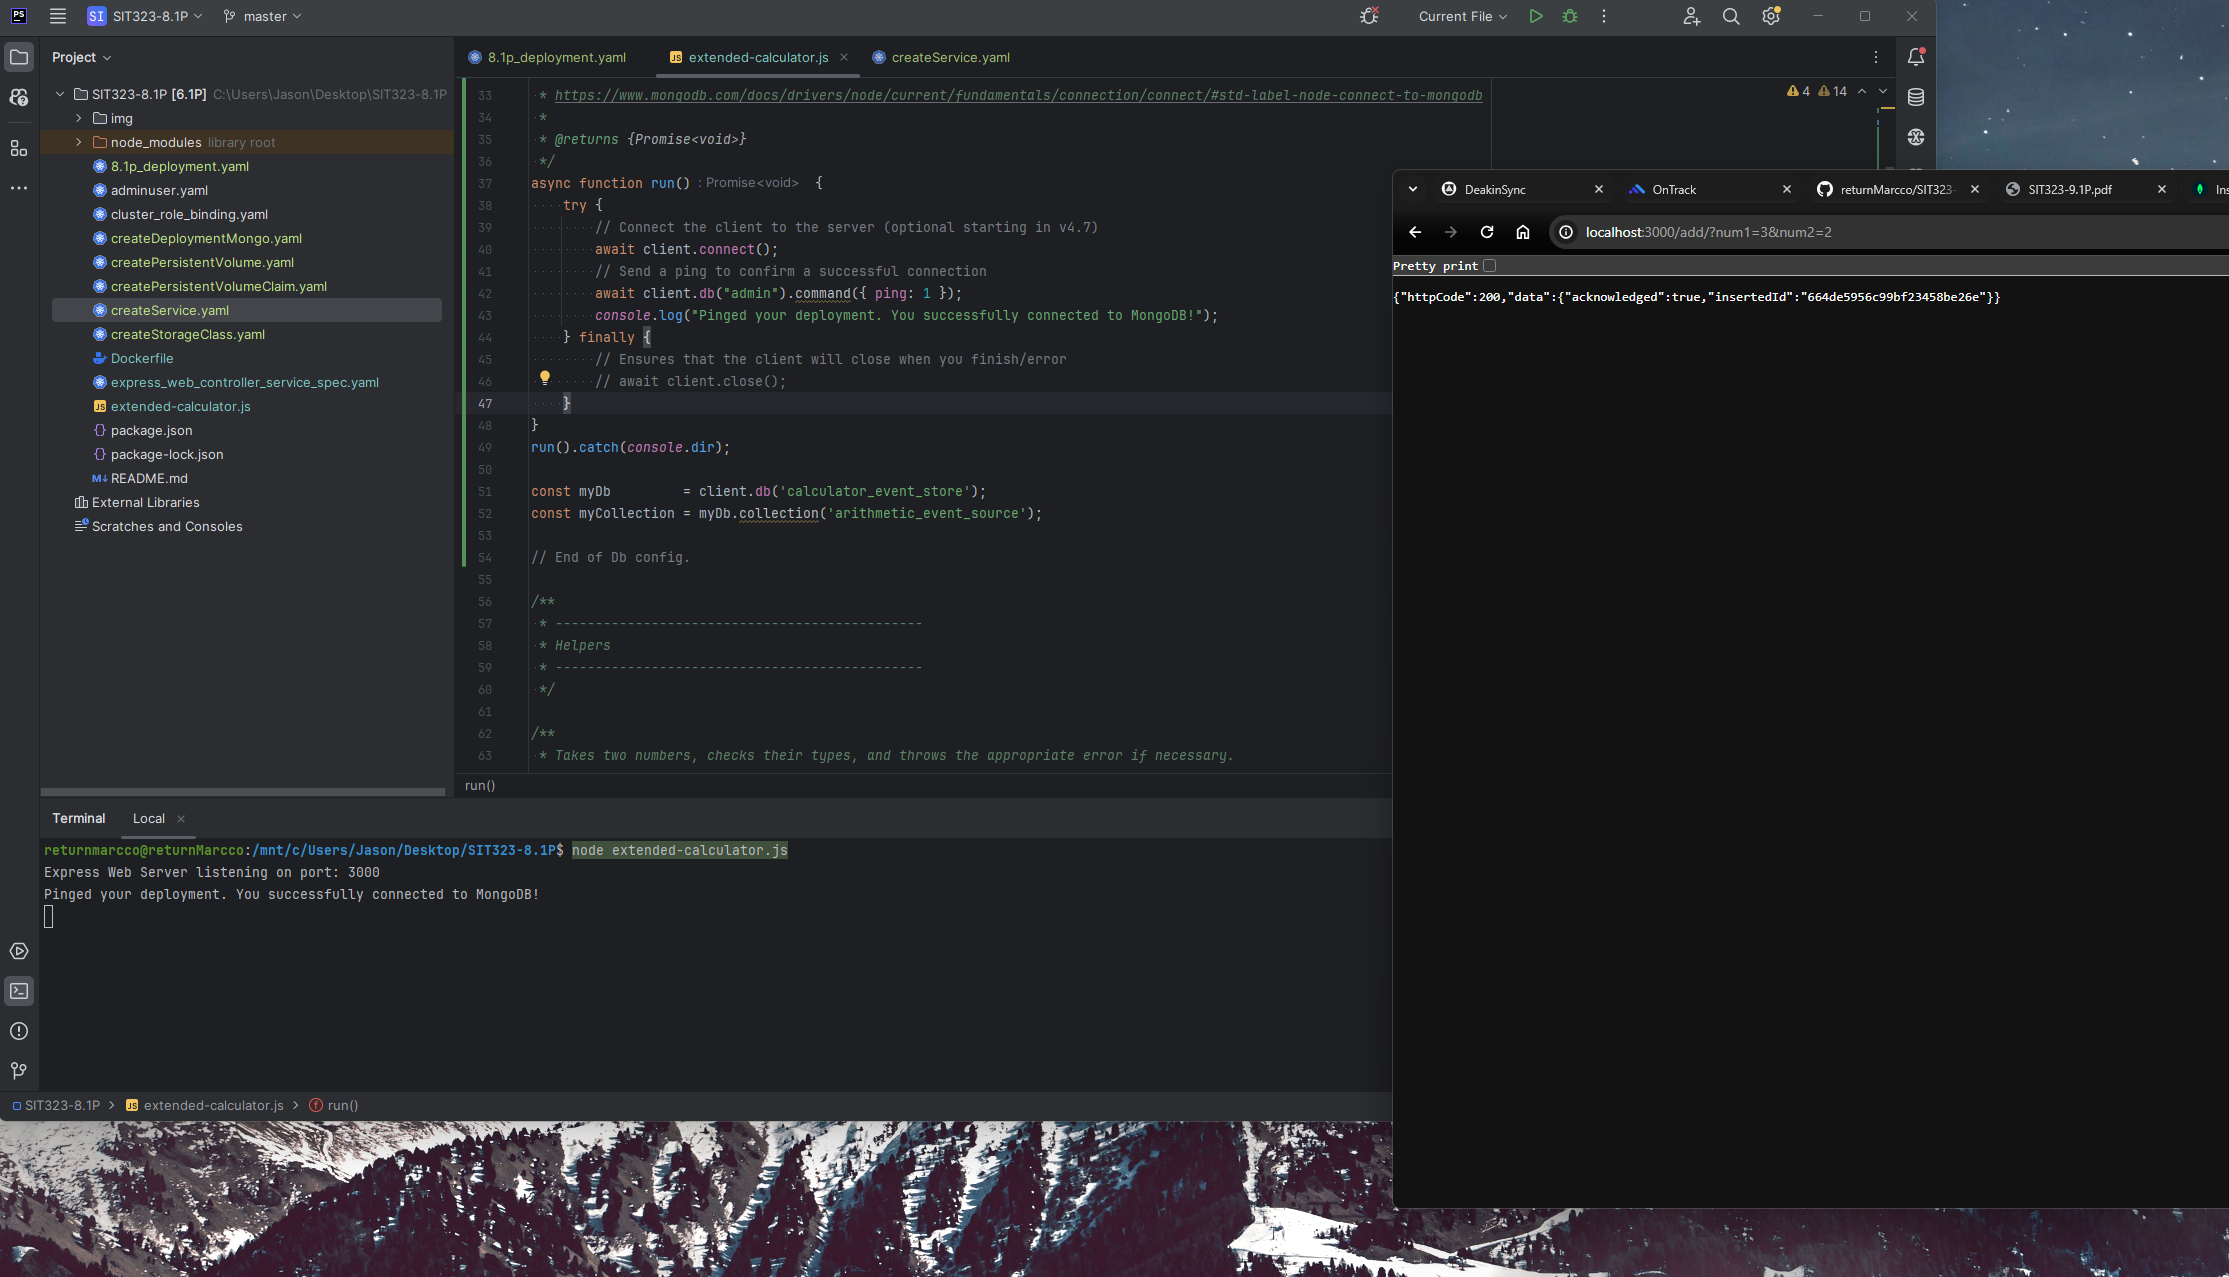 PS
SI SIT323-8.1P
master
Current File
Project
SIT323-8.1P [6.1P] C:\Users\Jason\Desktop\SIT323-8.1P
img
node_modules library root
8.1p_deployment.yaml
adminuser.yaml
cluster_role_binding.yaml
createDeploymentMongo.yaml
createPersistentVolume.yaml
createPersistentVolumeClaim.yaml
createService.yaml
createStorageClass.yaml
Dockerfile
express_web_controller_service_spec.yaml
JS extended-calculator.js
{} package.json
{} package-lock.json
M↓ README.md
External Libraries
Scratches and Consoles
8.1p_deployment.yaml
JS extended-calculator.js
createService.yaml
4 14
33 * https://www.mongodb.com/docs/drivers/node/current/fundamentals/connection/connect/#std-label-node-connect-to-mongodb
34 *
35 * @returns {Promise<void>}
36 */
37 async function run() : Promise<void> {
38 try {
39 // Connect the client to the server (optional starting in v4.7)
40 await client.connect();
41 // Send a ping to confirm a successful connection
42 await client.db("admin").command({ ping: 1 });
43 console.log("Pinged your deployment. You successfully connected to MongoDB!");
44 } finally {
45 // Ensures that the client will close when you finish/error
46 // await client.close();
47 }
48 }
49 run().catch(console.dir);
50
51 const myDb = client.db('calculator_event_store');
52 const myCollection = myDb.collection('arithmetic_event_source');
53
54 // End of Db config.
55
56 /**
57 * ----------------------------------------------
58 * Helpers
59 * ----------------------------------------------
60 */
61
62 /**
63 * Takes two numbers, checks their types, and throws the appropriate error if necessary.
run()
Terminal
Local
returnmarcco@returnMarcco:/mnt/c/Users/Jason/Desktop/SIT323-8.1P$ node extended-calculator.js
Express Web Server listening on port: 3000
Pinged your deployment. You successfully connected to MongoDB!
SIT323-8.1P > JS extended-calculator.js > f run()
DeakinSync
OnTrack
returnMarcco/SIT323-
SIT323-9.1P.pdf
Ins
localhost:3000/add/?num1=3&num2=2
Pretty print
{"httpCode":200,"data":{"acknowledged":true,"insertedId":"664de5956c99bf23458be26e"}}